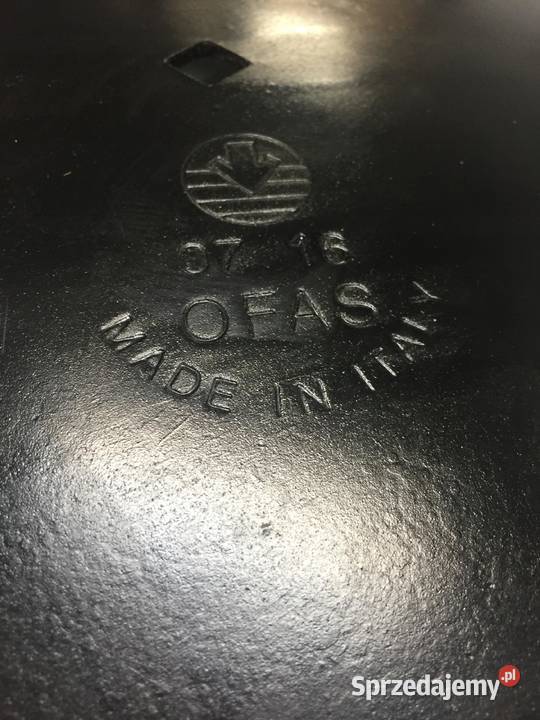 07 16
OFAS
MADE IN ITALY
Sprzedajemy.pl